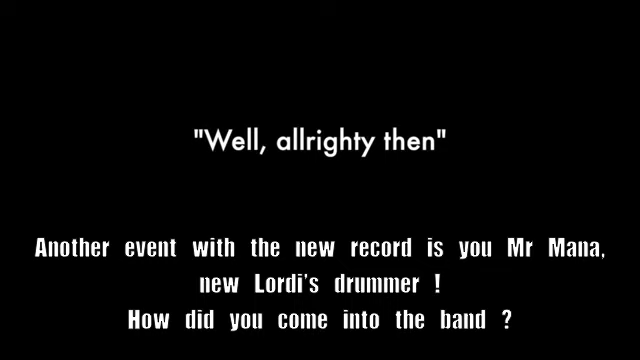 "Well, allrighty then"
Another event with the new record is you Mr Mana,
new Lordi's drummer !
How did you come into the band ?